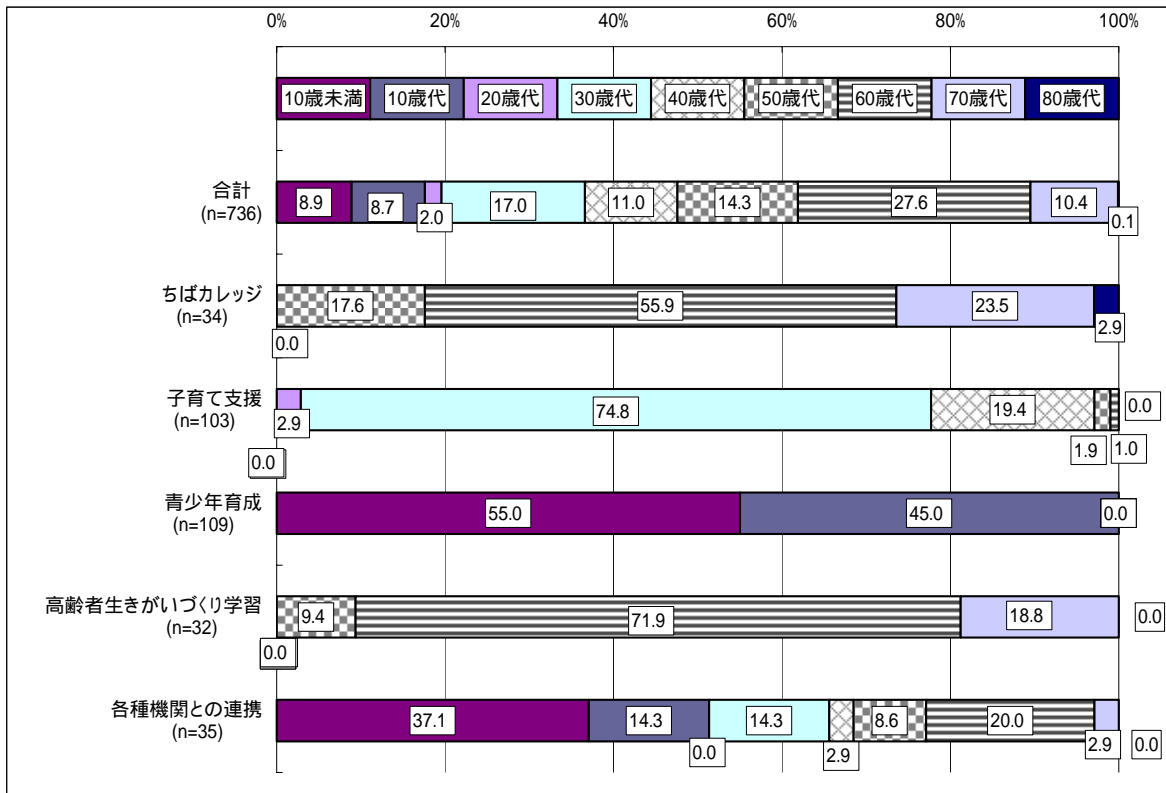 0%
20%
40%
60%
80%
100%
10歳未満 10歳代 20歳代 30歳代 40歳代 50歳代 60歳代 70歳代 80歳代
合計
(n=736)
8.9 8.7 2.0 17.0 11.0 14.3 27.6 10.4 0.1
ちばカレッジ
(n=34)
0.0 17.6 55.9 23.5 2.9
子育て支援
(n=103)
0.0 2.9 74.8 19.4 1.9 1.0 0.0
青少年育成
(n=109)
55.0 45.0 0.0
高齢者生きがいづくり学習
(n=32)
0.0 9.4 71.9 18.8 0.0
各種機関との連携
(n=35)
37.1 14.3 0.0 14.3 2.9 8.6 20.0 2.9 0.0